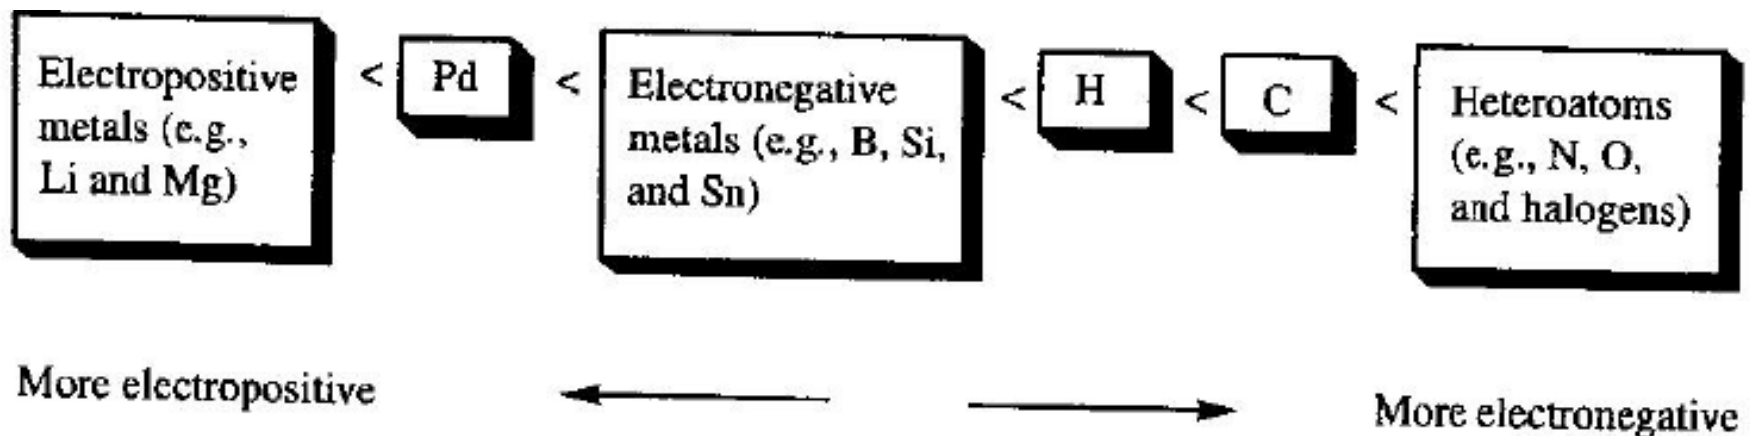 Electropositive
metals (e.g.,
Li and Mg)
<
Pd
<
Electronegative
metals (e.g., B, Si,
and Sn)
<
H
<
C
<
Heteroatoms
(e.g., N, O,
and halogens)
More electropositive
More electronegative